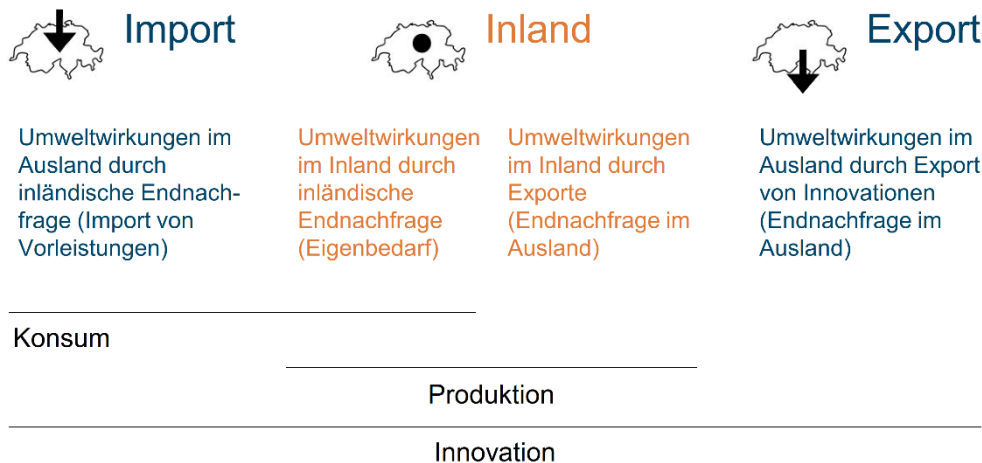 Import
Inland
Export
Umweltwirkungen im
Ausland durch
inländische Endnach-
frage (Import von
Vorleistungen)
Umweltwirkungen
im Inland durch
inländische
Endnachfrage
(Eigenbedarf)
Umweltwirkungen
im Inland durch
Exporte
(Endnachfrage im
Ausland)
Umweltwirkungen im
Ausland durch Export
von Innovationen
(Endnachfrage im
Ausland)
Konsum
Produktion
Innovation